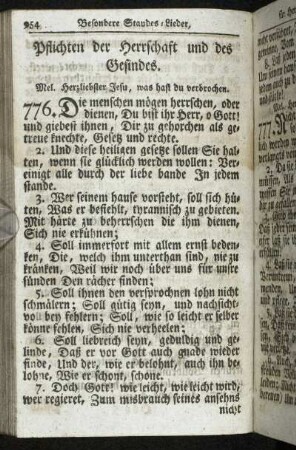 254. Besondere Standes-Lieder,
Pflichten der Herrschaft und des
Gesindes.
Mel. Herzliebster Jesu, was hast du verbrochen.
776. Die menschen mögen herrschen, oder
dienen, Du bist ihr Herr, o Gott!
und giebest ihnen, Dir zu gehorchen als ge-
treue knechte, Gesetz und rechte.
2. Und diese heiligen gesetze sollen Sie hal-
ten, wenn sie glücklich werden wollen: Ver-
einigt alle durch der liebe bande In jedem
stande.
3. Wer seinem hause vorsteht, soll sich hü-
ten, Was er befiehlt, tyrannisch zu gebieten.
Mit härte zu beherrschen die ihm dienen,
Sich nie erkühnen;
4. Soll immerfort mit allem ernst beden-
ken, Die, welch ihm unterthan sind, nie zu
kränken, Weil wir noch über uns für unsre
sünden Den rächer finden;
5. Soll ihnen den versprochnen lohn nicht
schmälern; Soll gütig seyn, und nachsicht-
voll bey fehlern; Soll, wie so leicht er selber
könne fehlen, Sich nie verheelen;
6. Soll liebreich seyn, geduldig und ge-
linde, Daß er vor Gott auch gnade wieder
finde, Und der, wie er belohnt, auch ihn be-
lohne, Wie er schont, schone.
7. Doch Gott! wie leicht, wie leicht wird,
wer regieret, Zum misbrauch seines ansehns
nicht